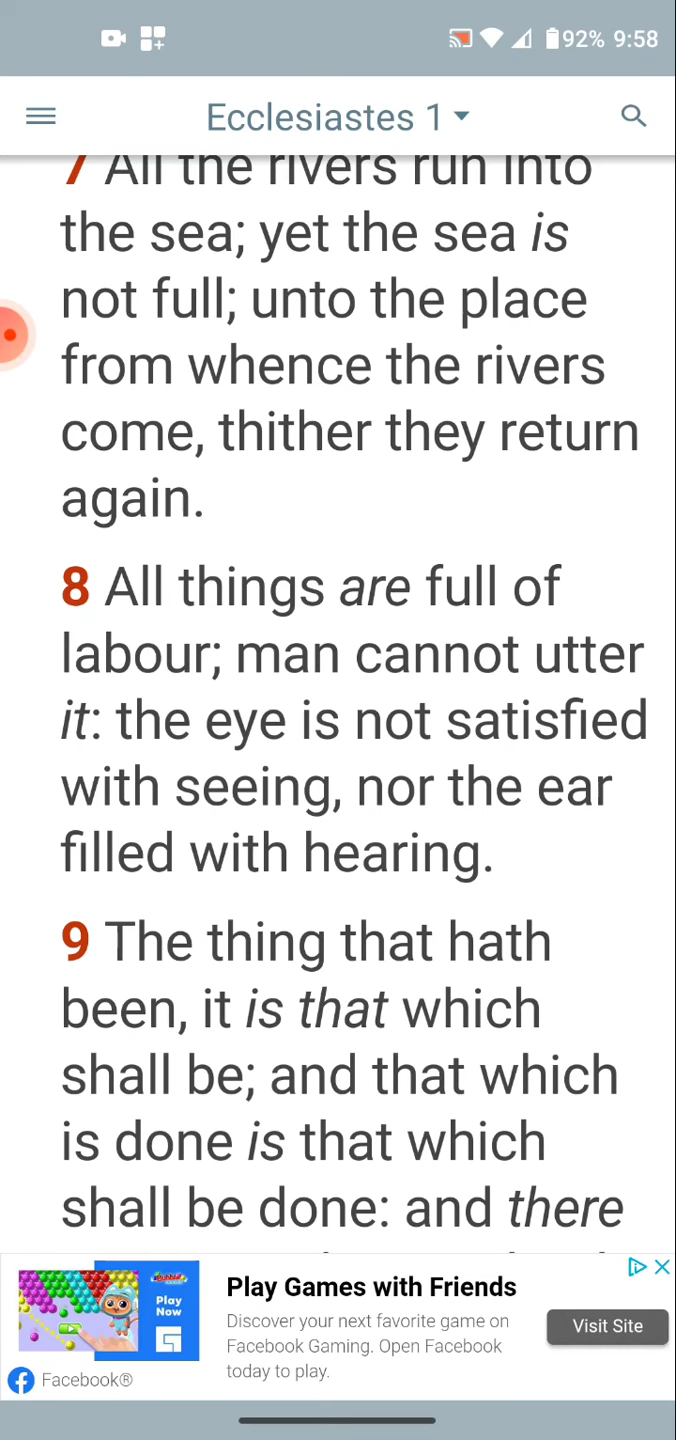 92% 9:58
Ecclesiastes 1
7 All the rivers run into
the sea; yet the sea is
not full; unto the place
from whence the rivers
come, thither they return
again.
8 All things are full of
labour; man cannot utter
it: the eye is not satisfied
with seeing, nor the ear
filled with hearing.
9 The thing that hath
been, it is that which
shall be; and that which
is done is that which
shall be done: and there
Play Now
Play Games with Friends
Discover your next favorite game on
Facebook Gaming. Open Facebook
today to play.
Visit Site
Facebook®